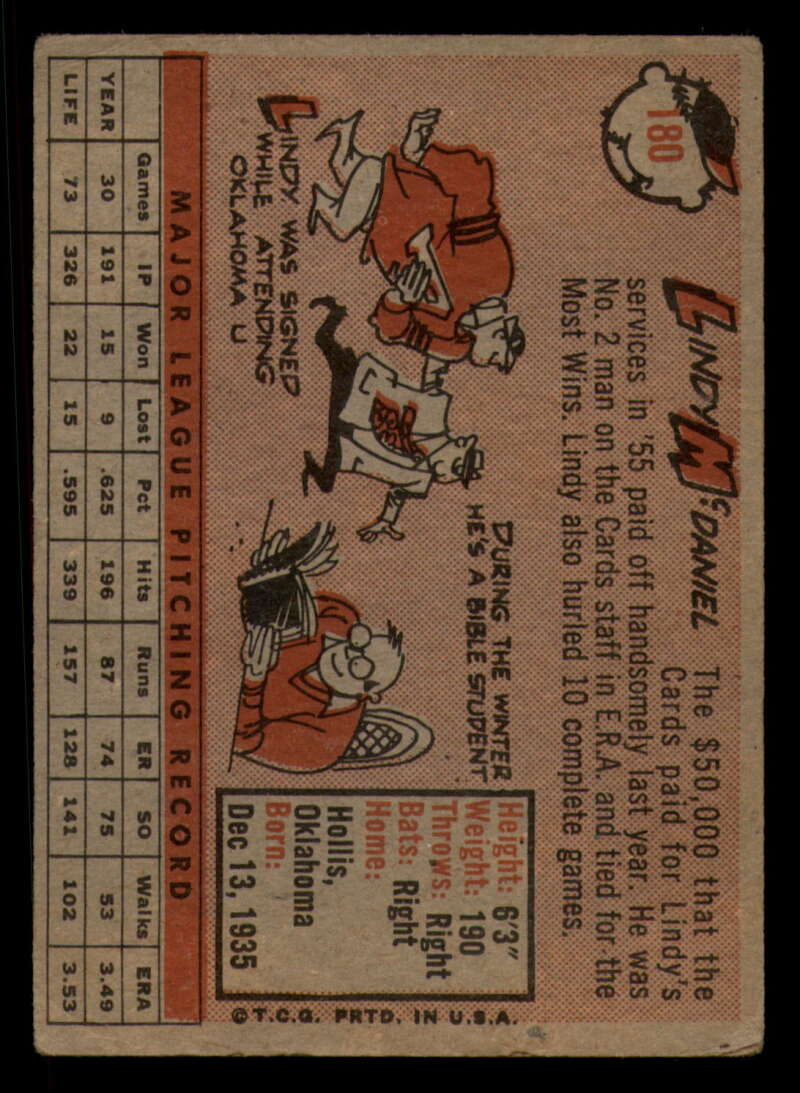 180
LINDY McDANIEL
The $50,000 that the
Cards paid for Lindy's
services in '55 paid off handsomely last year. He was
No. 2 man on the Cards staff in E.R.A. and tied for the
Most Wins. Lindy also hurled 10 complete games.
LINDY WAS SIGNED
WHILE ATTENDING
OKLAHOMA U
DURING THE WINTER
HE'S A BIBLE STUDENT
Height: 6'3"
Weight: 190
Throws: Right
Bats: Right
Home:
Hollis,
Oklahoma
Born:
Dec 13, 1935
©T.C.G. PRTD. IN U.S.A.
MAJOR LEAGUE PITCHING RECORD
Games IP Won Lost Pct Hits Runs ER SO Walks ERA
YEAR 30 191 15 9 .625 196 87 74 75 53 3.49
LIFE 73 326 22 15 .595 339 157 128 141 102 3.53